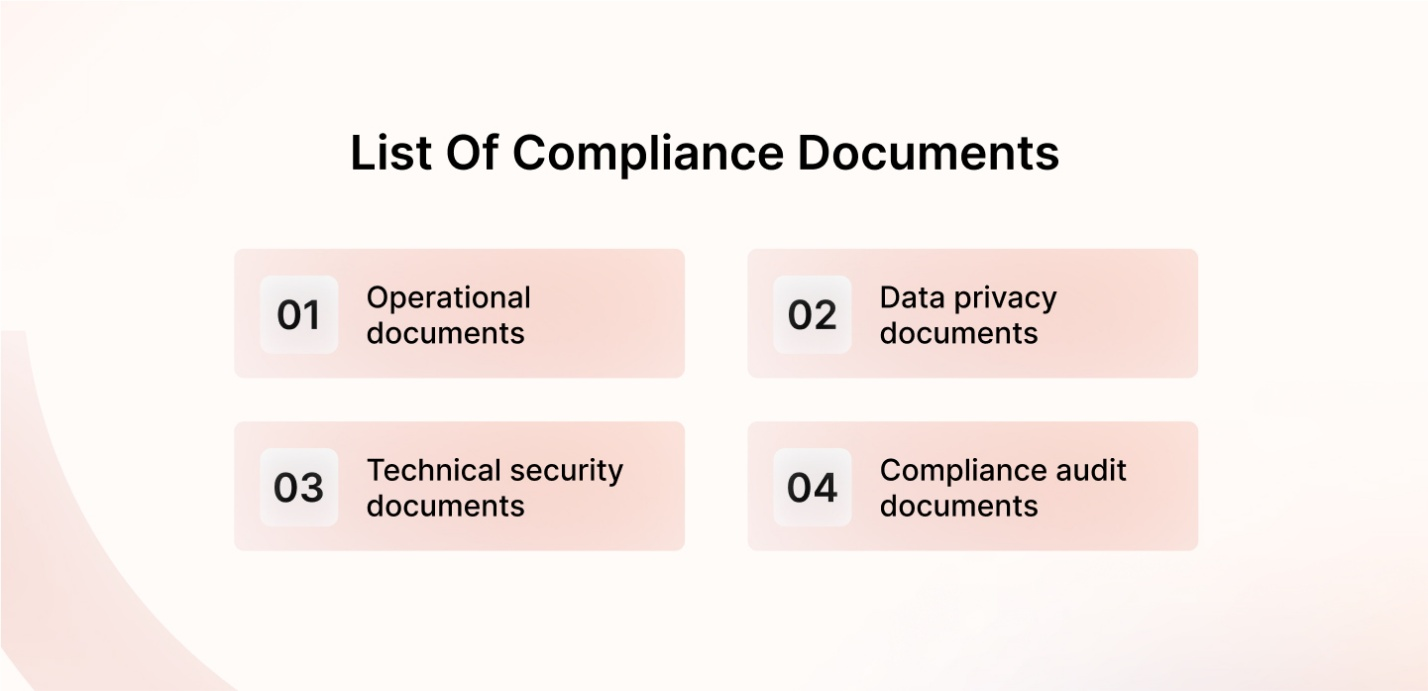 List Of Compliance Documents
01
Operational
documents
02
Data privacy
documents
03
Technical security
documents
04
Compliance audit
documents